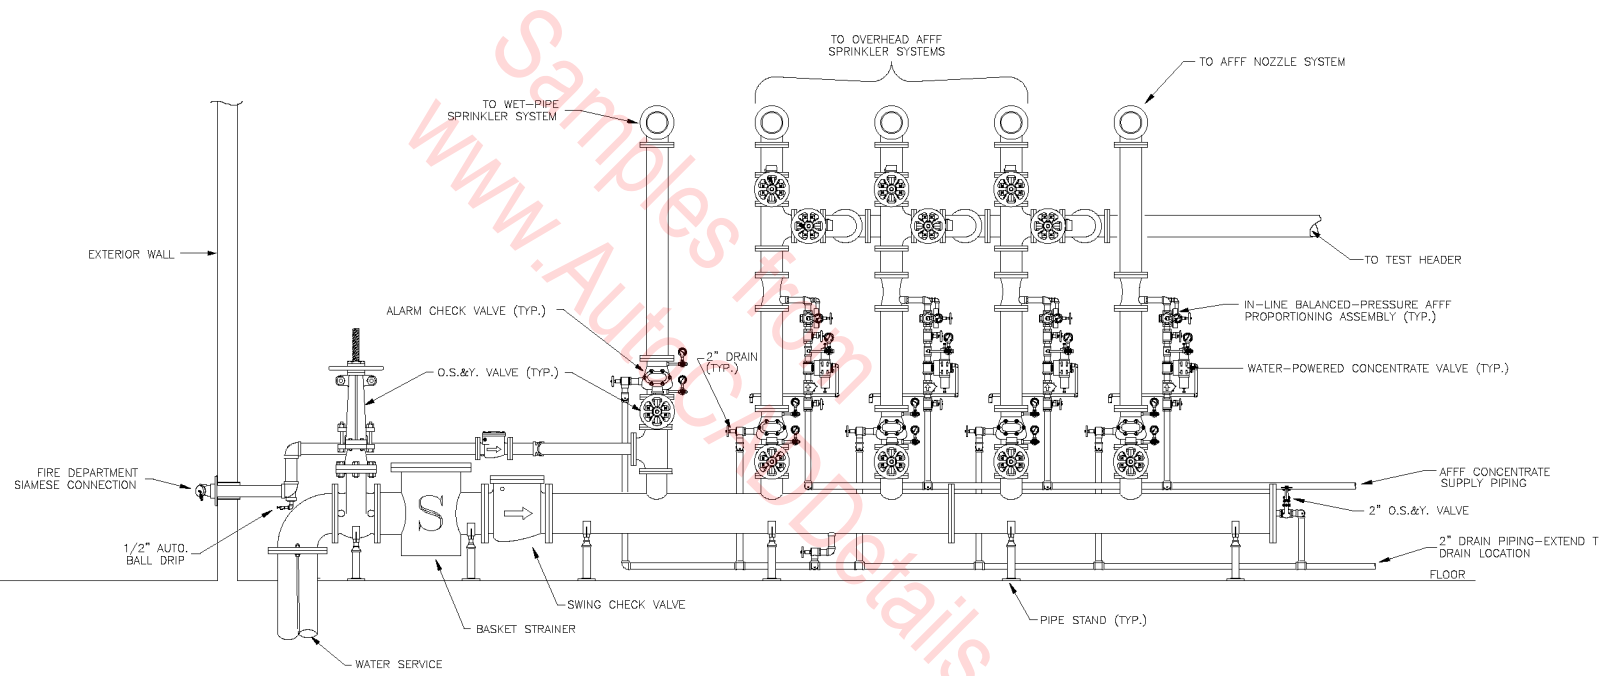 TO OVERHEAD AFFF
SPRINKLER SYSTEMS
TO AFFF NOZZLE SYSTEM
TO WET-PIPE
SPRINKLER SYSTEM
EXTERIOR WALL
TO TEST HEADER
ALARM CHECK VALVE (TYP.)
IN-LINE BALANCED-PRESSURE AFFF
PROPORTIONING ASSEMBLY (TYP.)
O.S.&Y. VALVE (TYP.)
2" DRAIN
(TYP.)
WATER-POWERED CONCENTRATE VALVE (TYP.)
FIRE DEPARTMENT
SIAMESE CONNECTION
AFFF CONCENTRATE
SUPPLY PIPING
S
2" O.S.&Y. VALVE
1/2" AUTO.
BALL DRIP
2" DRAIN PIPING-EXTEND T
DRAIN LOCATION
FLOOR
SWING CHECK VALVE
BASKET STRAINER
PIPE STAND (TYP.)
WATER SERVICE
Samples from
www.AutoCADDetails